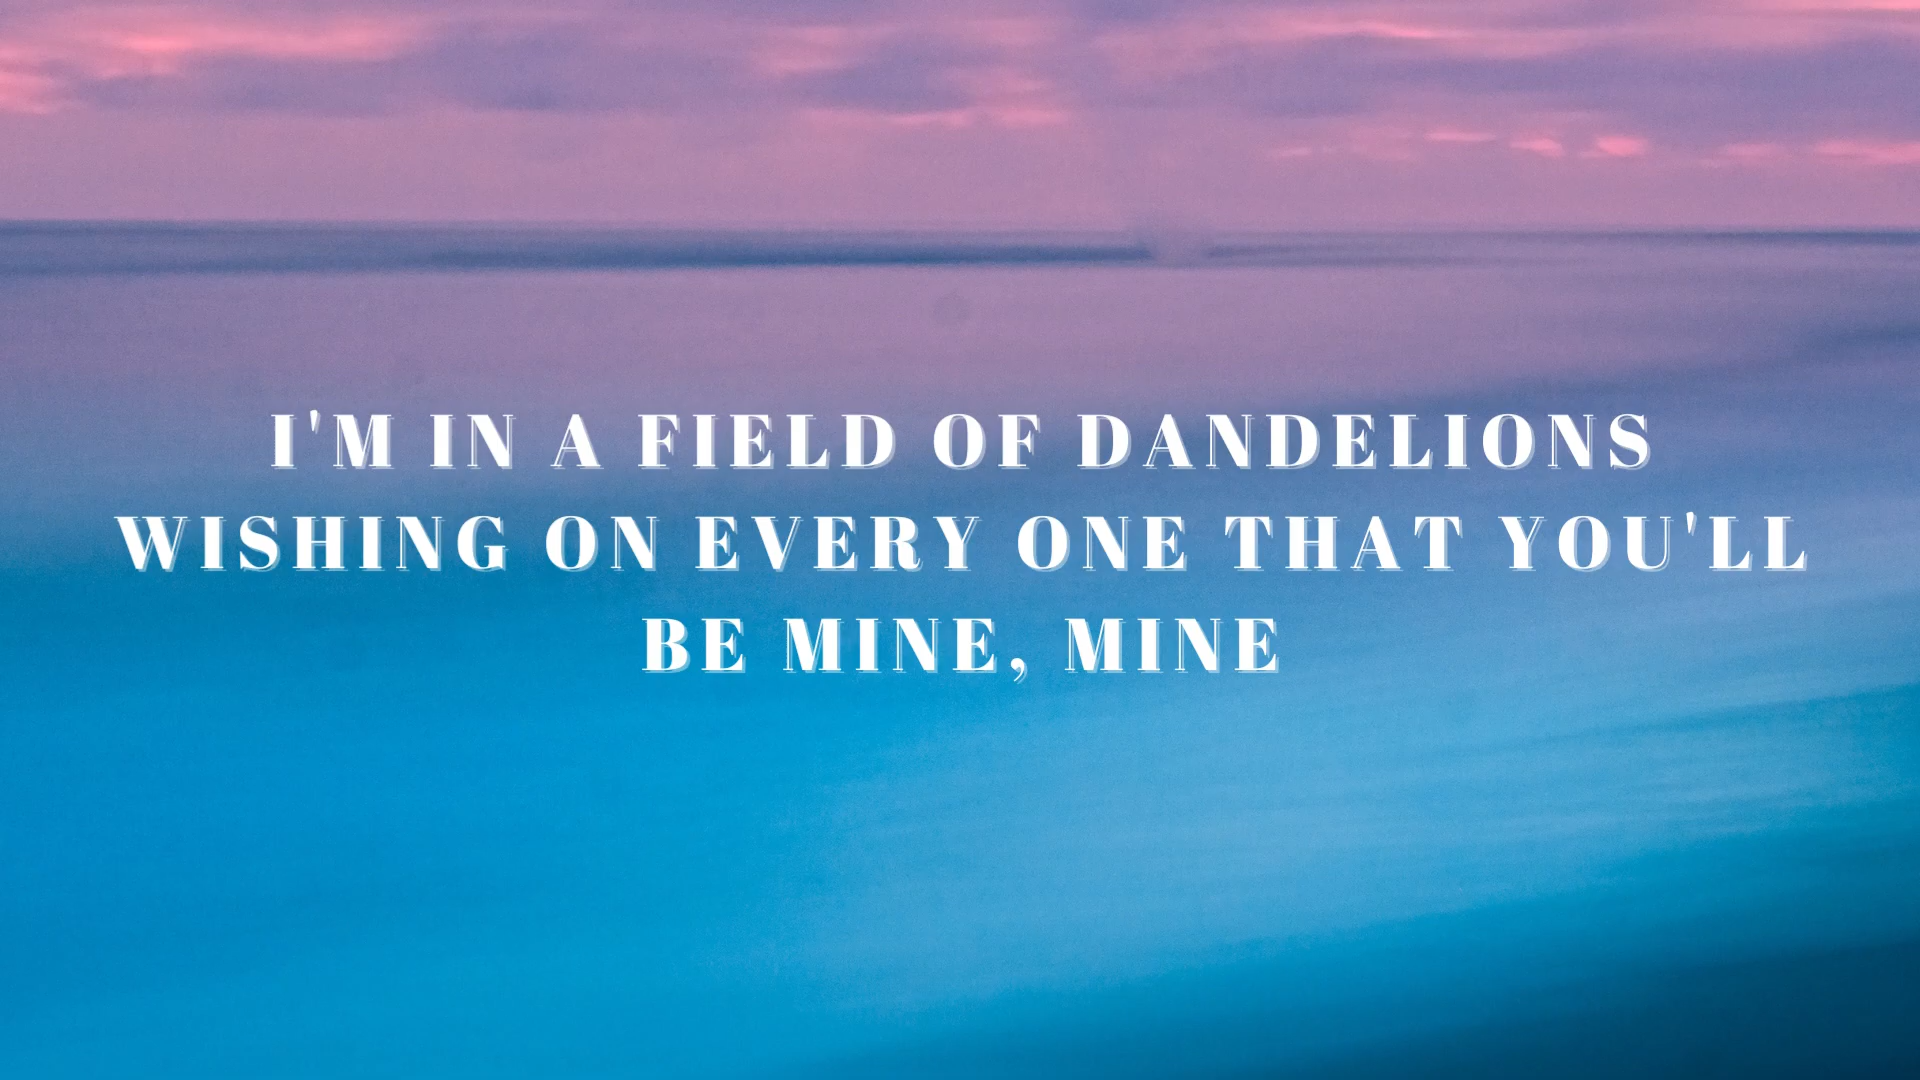 I'M IN A FIELD OF DANDELIONS
WISHING ON EVERY ONE THAT YOU'LL
BE MINE, MINE